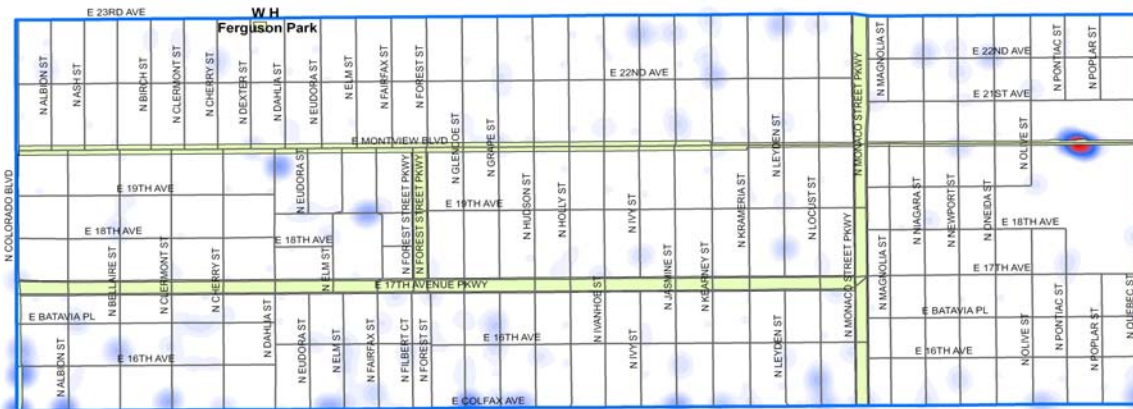 W H
Ferguson Park
E 23RD AVE
N ALBION ST
N ASH ST
N BIRCH ST
N CLERMONT ST
N CHERRY ST
N DEXTER ST
N DAHLIA ST
N EUDORA ST
N ELM ST
N FAIRFAX ST
N FOREST ST
E 22ND AVE
N MONACO STREET PKWY
N MAGNOLIA ST
E 22ND AVE
E 21ST AVE
N PONTIAC ST
N POPLAR ST
E MONTVIEW BLVD
N GLENCOE ST
N GRAPE ST
N LEYDEN ST
N OLIVE ST
N COLORADO BLVD
E 19TH AVE
N EUDORA ST
N FOREST STREET PKWY
N FOREST STREET PKWY
E 19TH AVE
N HUDSON ST
N HOLLY ST
N IVY ST
N KRAMERIA ST
N LOCUST ST
N NIAGARA ST
N NEWPORT ST
N ONEIDA ST
E 18TH AVE
E 18TH AVE
E 18TH AVE
N BELLAIRE ST
N CLERMONT ST
N CHERRY ST
N ELM ST
N JASMINE ST
N KEARNEY ST
N MONACO STREET PKWY
N MAGNOLIA ST
E 17TH AVE
E 17TH AVENUE PKWY
E BATAVIA PL
N DAHLIA ST
N IVANHOE ST
E BATAVIA PL
N QUEBEC ST
N ALBION ST
E 16TH AVE
N EUDORA ST
N ELM ST
N FAIRFAX ST
N FILBERT CT
N FOREST ST
E 16TH AVE
N IVY ST
N LEYDEN ST
E 16TH AVE
N OLIVE ST
N PONTIAC ST
N POPLAR ST
E COLFAX AVE